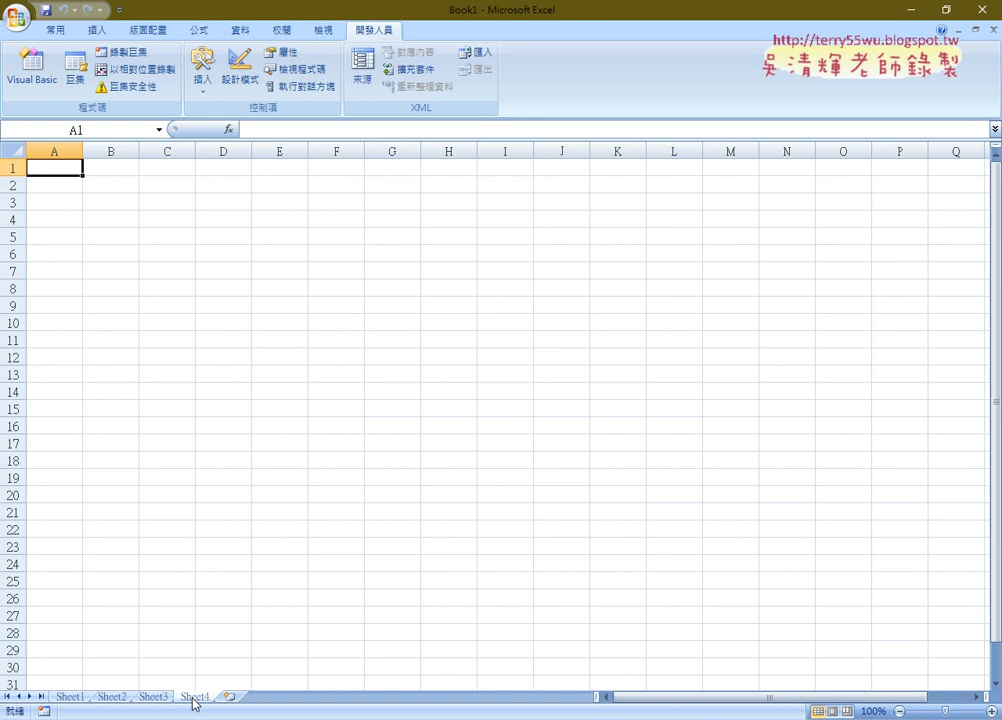 Book1 - Microsoft Excel
常用 插入 版面配置 公式 資料 校閱 檢視 開發人員
http://terry55wu.blogspot.tw
吳清輝老師錄製
Visual Basic 巨集 錄製巨集 以相對位置錄製 巨集安全性
程式碼
插入 設計模式 屬性 檢視程式碼 執行對話方塊
控制項
來源 對應內容 擴充套件 重新整理資料 匯入 匯出
XML
A1 fx
A B C D E F G H I J K L M N O P Q
1
2
3
4
5
6
7
8
9
10
11
12
13
14
15
16
17
18
19
20
21
22
23
24
25
26
27
28
29
30
31
Sheet1 Sheet2 Sheet3 Sheet4
就緒 100%